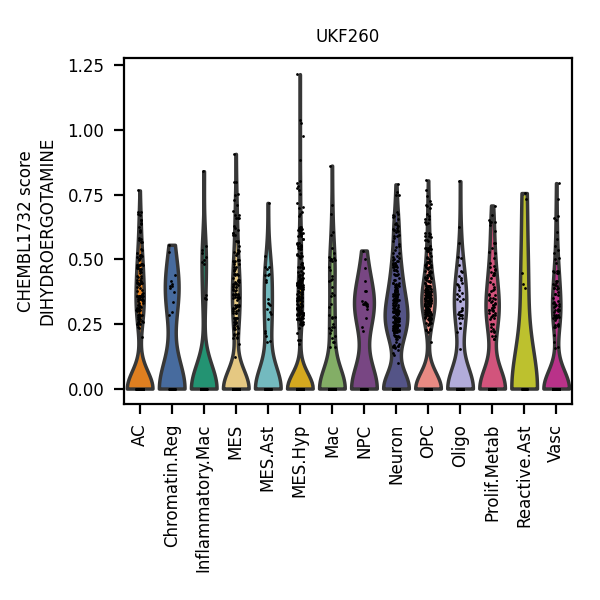 UKF260
CHEMBL1732 score
DIHYDROERGOTAMINE
1.25
1.00
0.75
0.50
0.25
0.00
AC
Chromatin.Reg
Inflammatory.Mac
MES
MES.Ast
MES.Hyp
Mac
NPC
Neuron
OPC
Oligo
Prolif.Metab
Reactive.Ast
Vasc